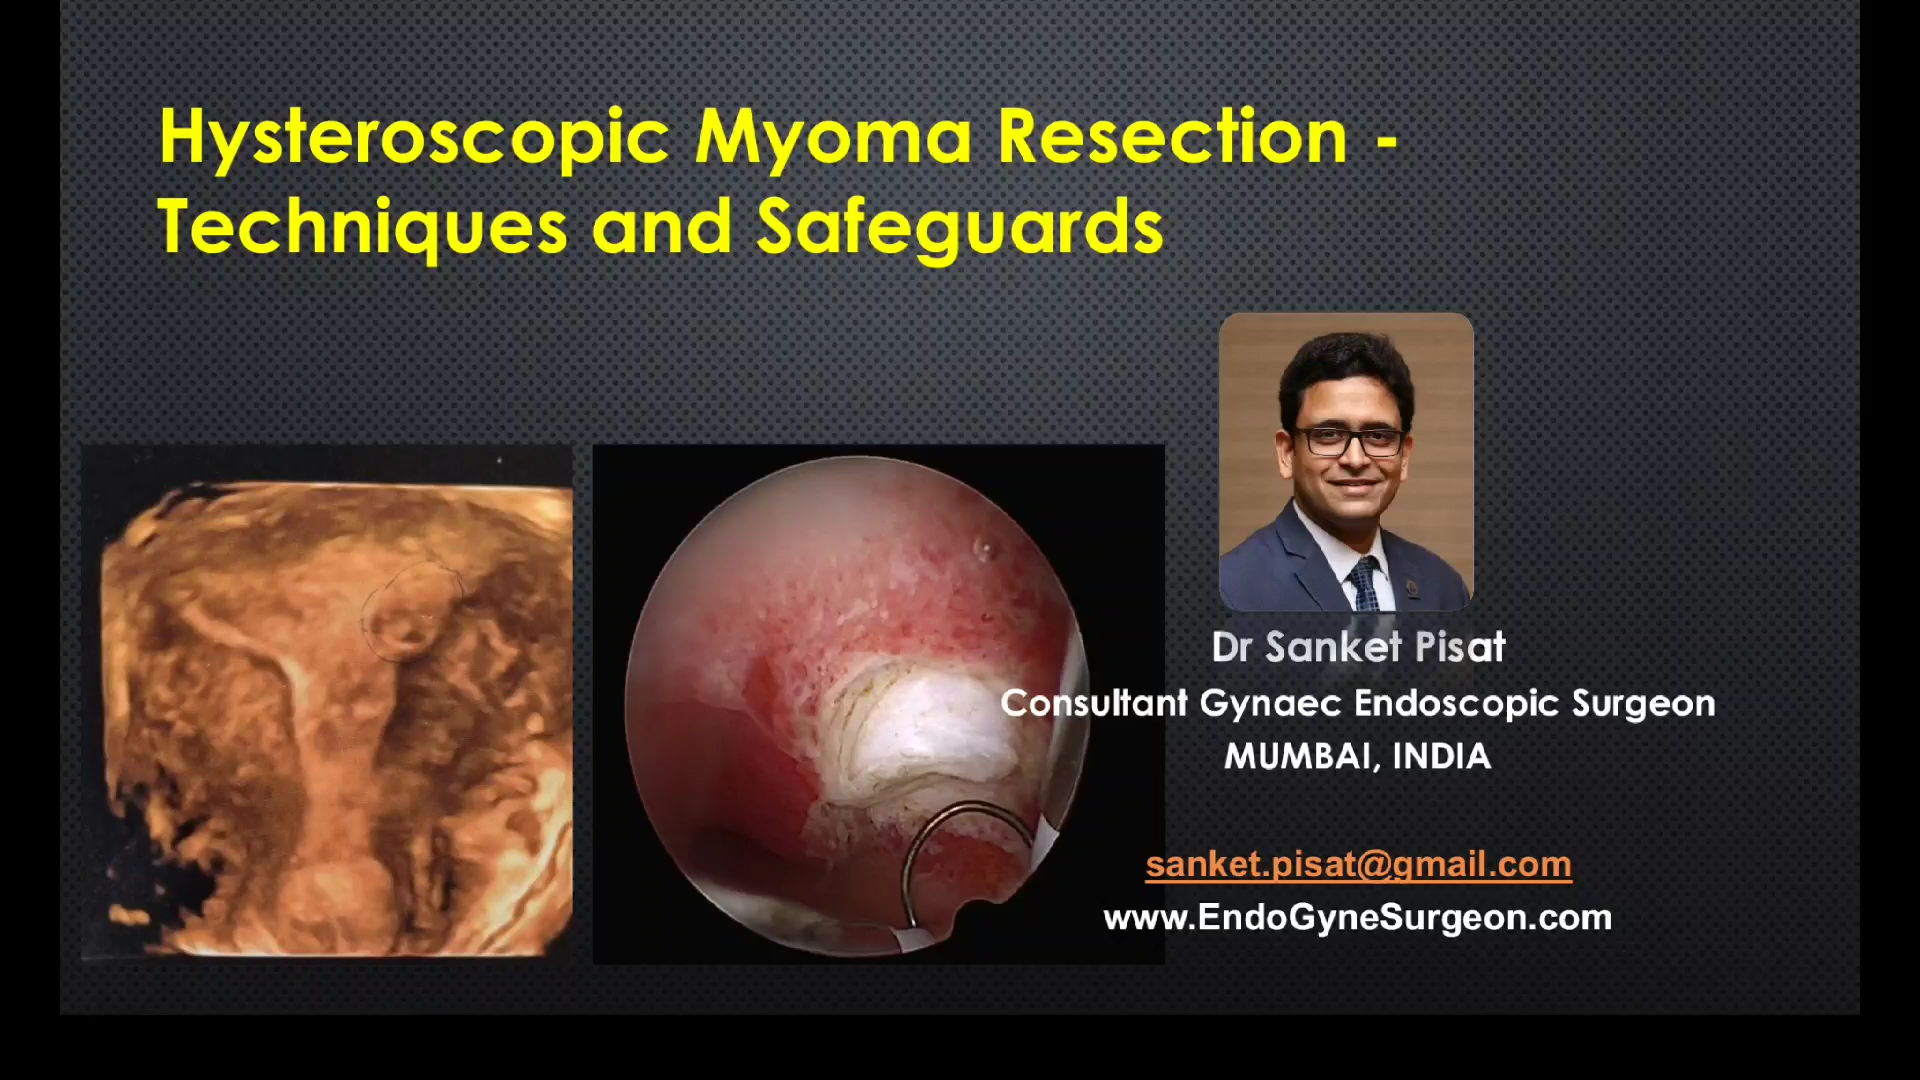 Hysteroscopic Myoma Resection -
Techniques and Safeguards
Dr Sanket Pisat
Consultant Gynaec Endoscopic Surgeon
MUMBAI, INDIA
sanket.pisat@gmail.com
www.EndoGyneSurgeon.com